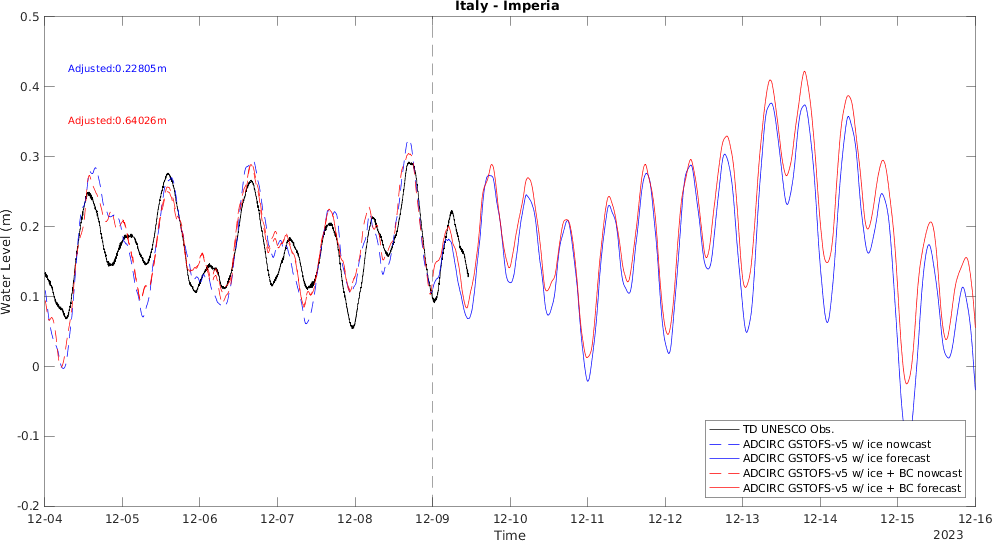 Italy - Imperia
0.5
0.4
0.3
0.2
0.1
0
-0.1
-0.2
Water Level (m)
Adjusted:0.22805m
Adjusted:0.64026m
TD UNESCO Obs.
ADCIRC GSTOFS-v5 w/ ice nowcast
ADCIRC GSTOFS-v5 w/ ice forecast
ADCIRC GSTOFS-v5 w/ ice + BC nowcast
ADCIRC GSTOFS-v5 w/ ice + BC forecast
12-04 12-05 12-06 12-07 12-08 12-09 12-10 12-11 12-12 12-13 12-14 12-15 12-16
Time
2023